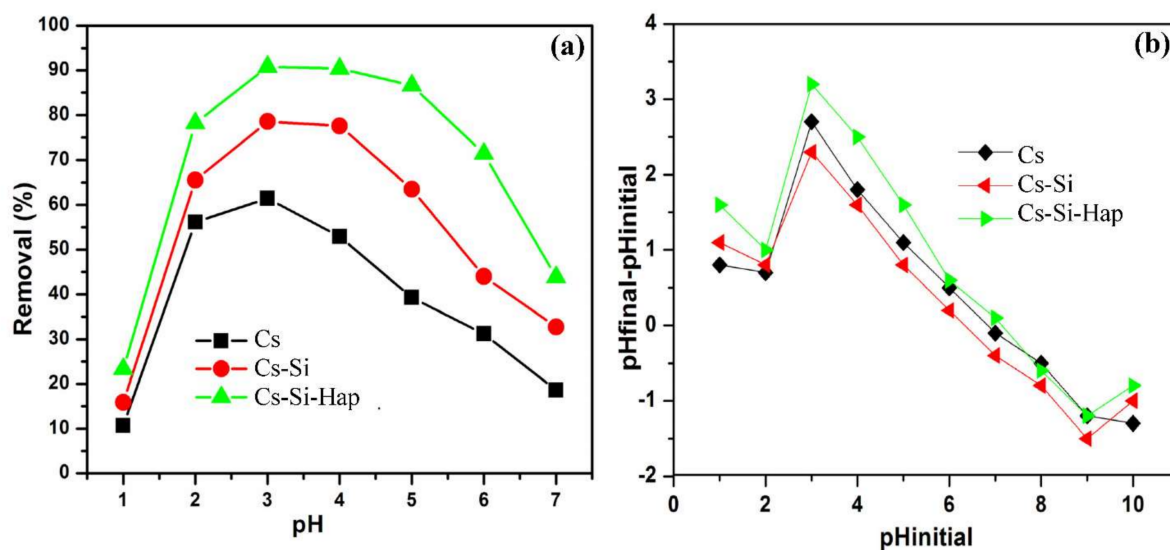 (a)
Removal (%)
100
90
80
70
60
50
40
30
20
10
0
Cs
Cs-Si
Cs-Si-Hap
1 2 3 4 5 6 7
pH
(b)
pHfinal-pHinitial
4
3
2
1
0
-1
-2
Cs
Cs-Si
Cs-Si-Hap
0 2 4 6 8 10
pHinitial